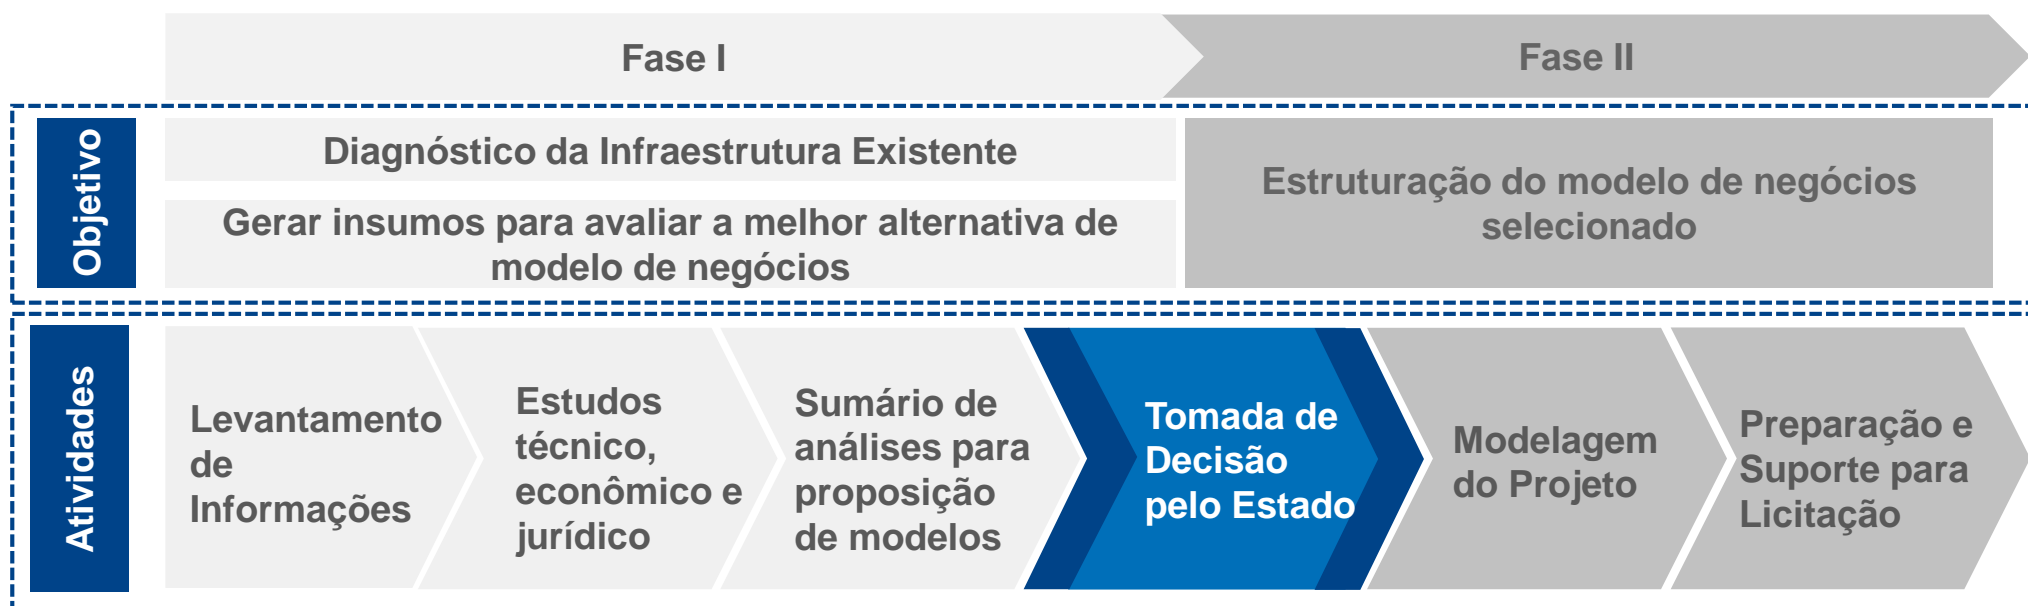 Fase I
Fase II
Objetivo
Diagnóstico da Infraestrutura Existente
Gerar insumos para avaliar a melhor alternativa de
modelo de negócios
Estruturação do modelo de negócios
selecionado
Atividades
Levantamento
de
Informações
Estudos
técnico,
econômico e
jurídico
Sumário de
análises para
proposição
de modelos
Tomada de
Decisão
pelo Estado
Modelagem
do Projeto
Preparação e
Suporte para
Licitação